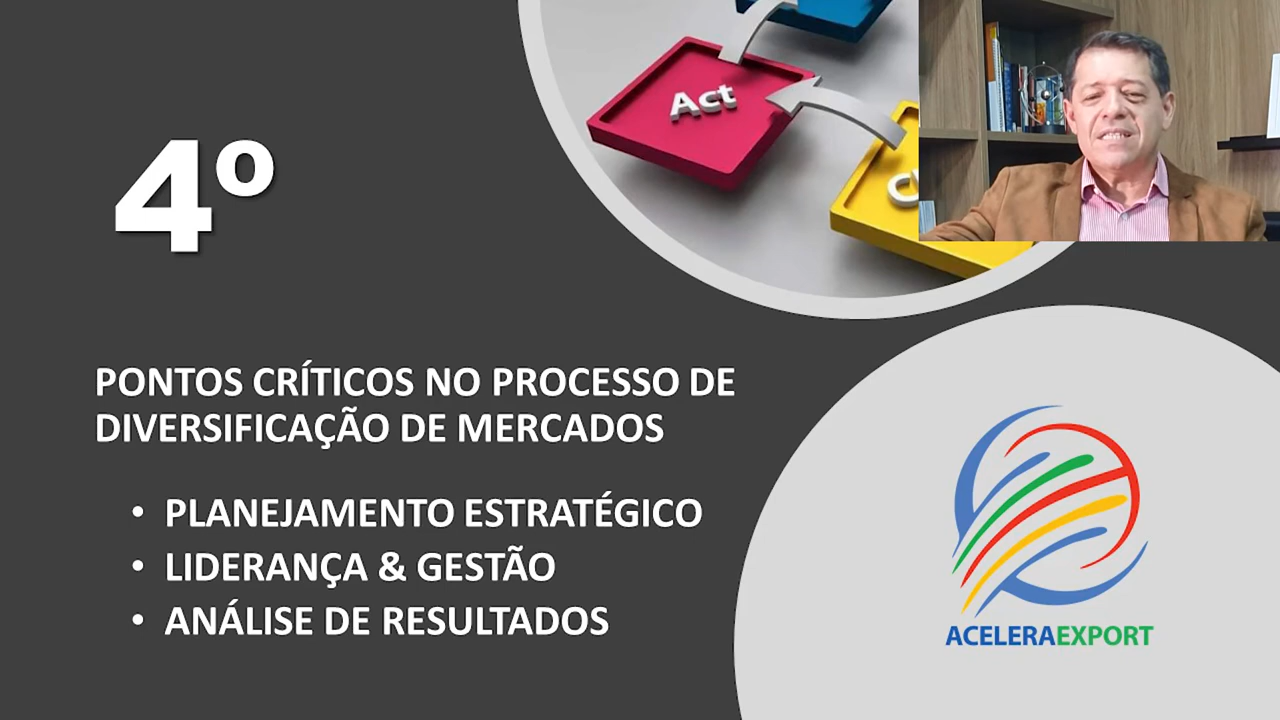 Act
4º
PONTOS CRÍTICOS NO PROCESSO DE
DIVERSIFICAÇÃO DE MERCADOS
• PLANEJAMENTO ESTRATÉGICO
• LIDERANÇA & GESTÃO
• ANÁLISE DE RESULTADOS
ACELERAEXPORT